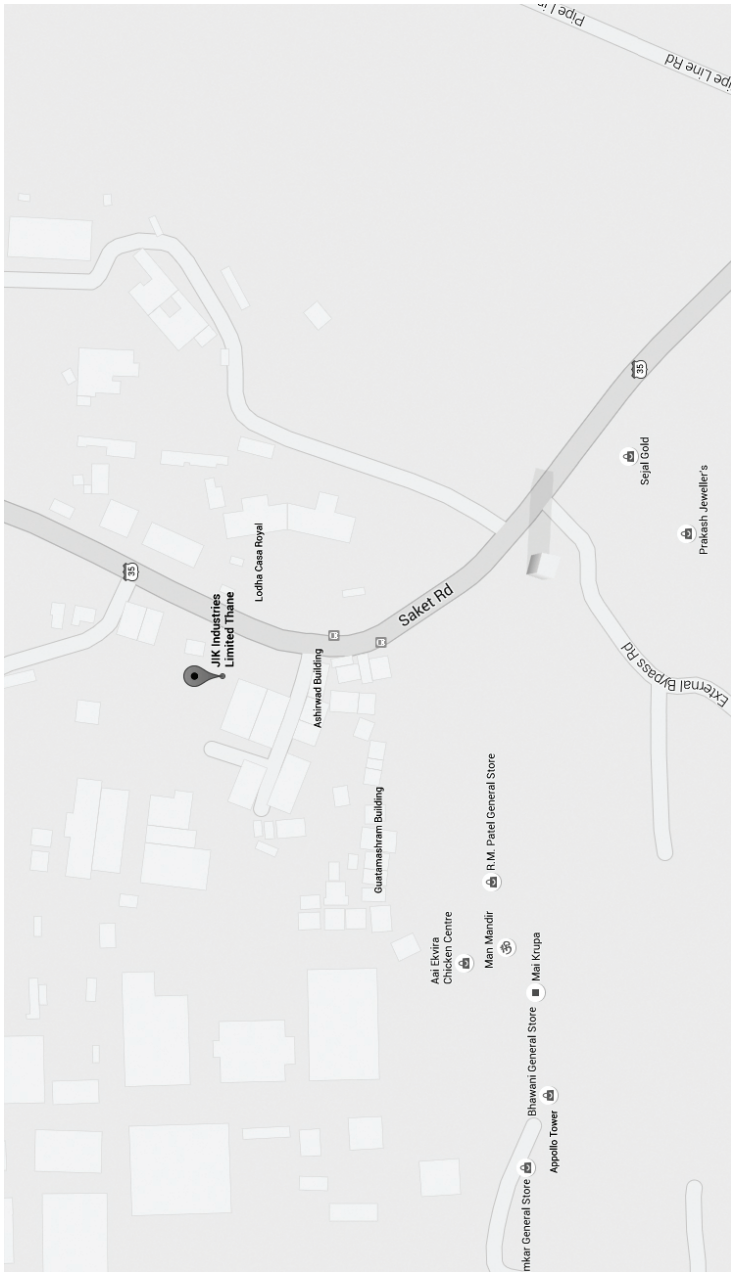 Pipe Line Rd
35
JIK Industries
Limited Thane
Lodha Casa Royal
Saket Rd
Ashirwad Building
35
Sejal Gold
Prakash Jeweller's
External Bypass Rd
Guatamashram Building
R.M. Patel General Store
Aai Ekvira
Chicken Centre
Man Mandir
ॐ
Mai Krupa
Bhawani General Store
Appollo Tower
mkar General Store